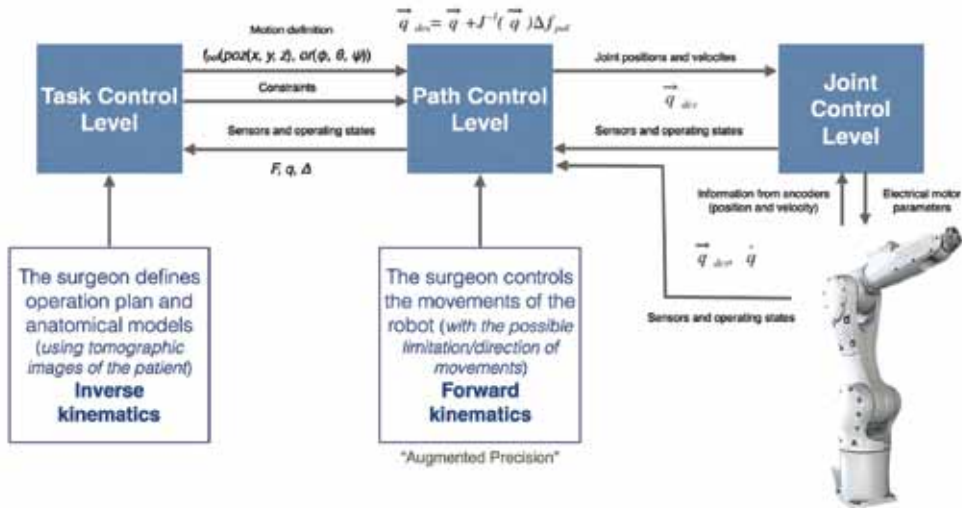 q des= q +J⁻¹( q )Δf pol
Motion definition
f pol(poz(x, y, z), or(φ, θ, ψ))
Constraints
Sensors and operating states
F, q, Δ
Task Control
Level
Path Control
Level
Joint positions and velocites
q des
Sensors and operating states
Joint
Control
Level
Information from encoders
(position and velocity)
Electrical motor
parameters
q des, q̇
Sensors and operating states
The surgeon defines
operation plan and
anatomical models
(using tomographic
images of the patient)
Inverse
kinematics
The surgeon controls
the movements of the
robot (with the possible
limitation/direction of
movements)
Forward
kinematics
"Augmented Precision"